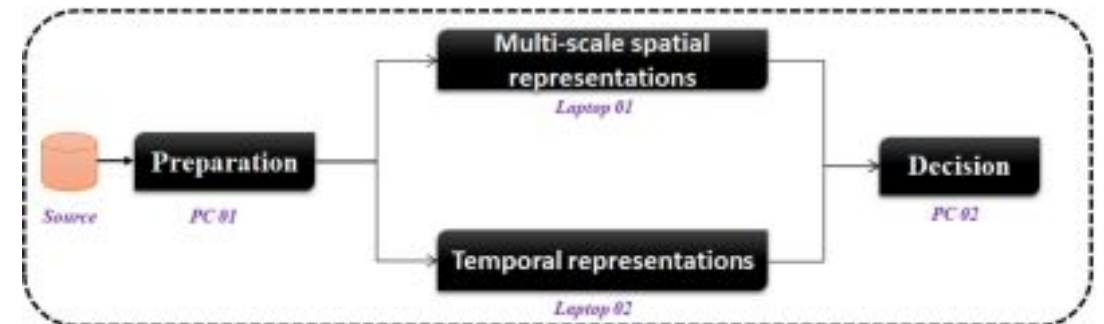 Multi-scale spatial
representations
Laptop 01
Preparation
Source
PC 01
Decision
PC 02
Temporal representations
Laptop 02